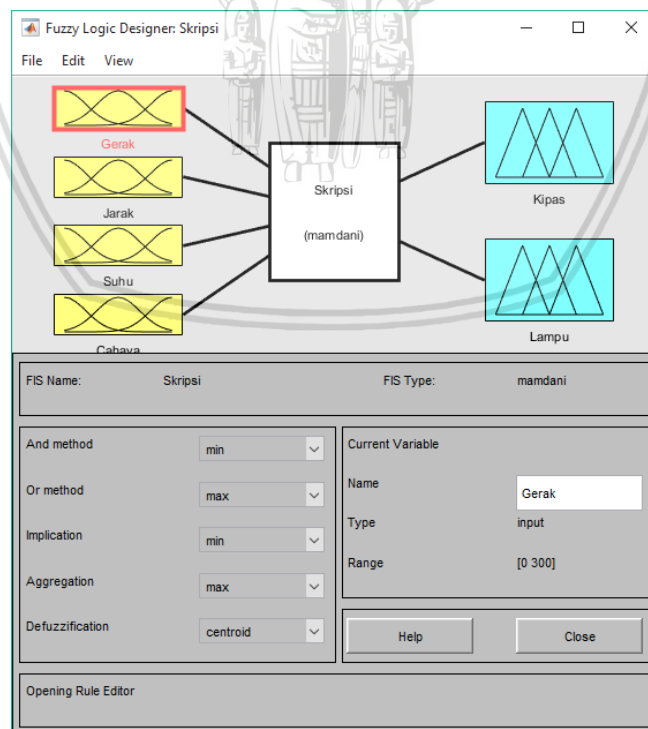 Fuzzy Logic Designer: Skripsi
File Edit View
Gerak
Jarak
Suhu
Cahaya
Skripsi
(mamdani)
Kipas
Lampu
FIS Name: Skripsi FIS Type: mamdani
And method min
Or method max
Implication min
Aggregation max
Defuzzification centroid
Current Variable
Name Gerak
Type input
Range [0 300]
Help Close
Opening Rule Editor